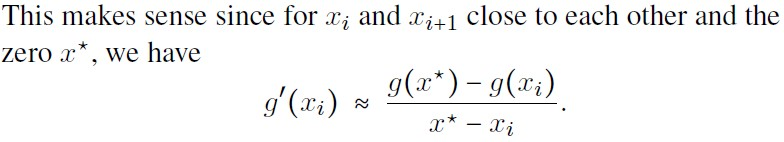 This makes sense since for x_i and x_{i+1} close to each other and the
zero x^⋆, we have
g′(x_i) ≈ \frac{g(x^⋆) − g(x_i)}{x^⋆ − x_i}.